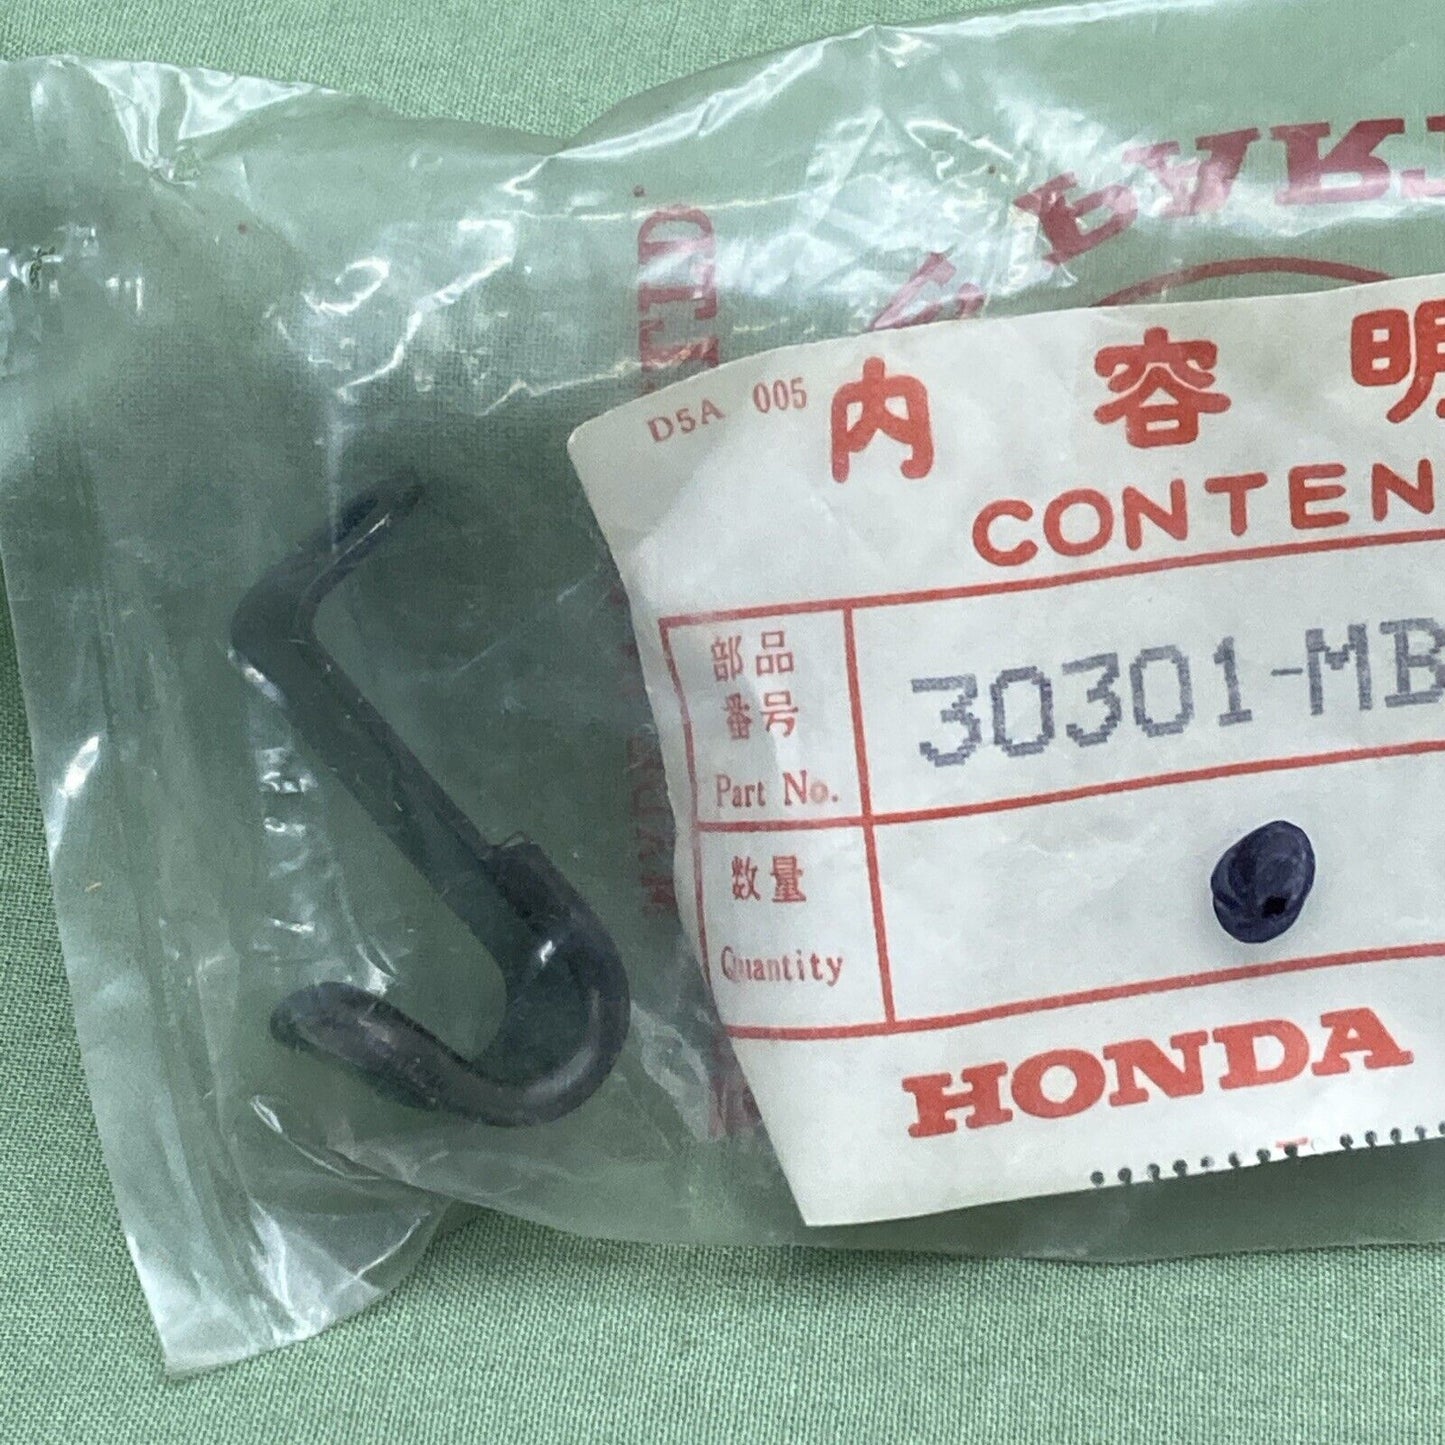 D5A 005
内容明
CONTEN
部品
番号
Part No.
30301-MB
数量
Quantity
HONDA